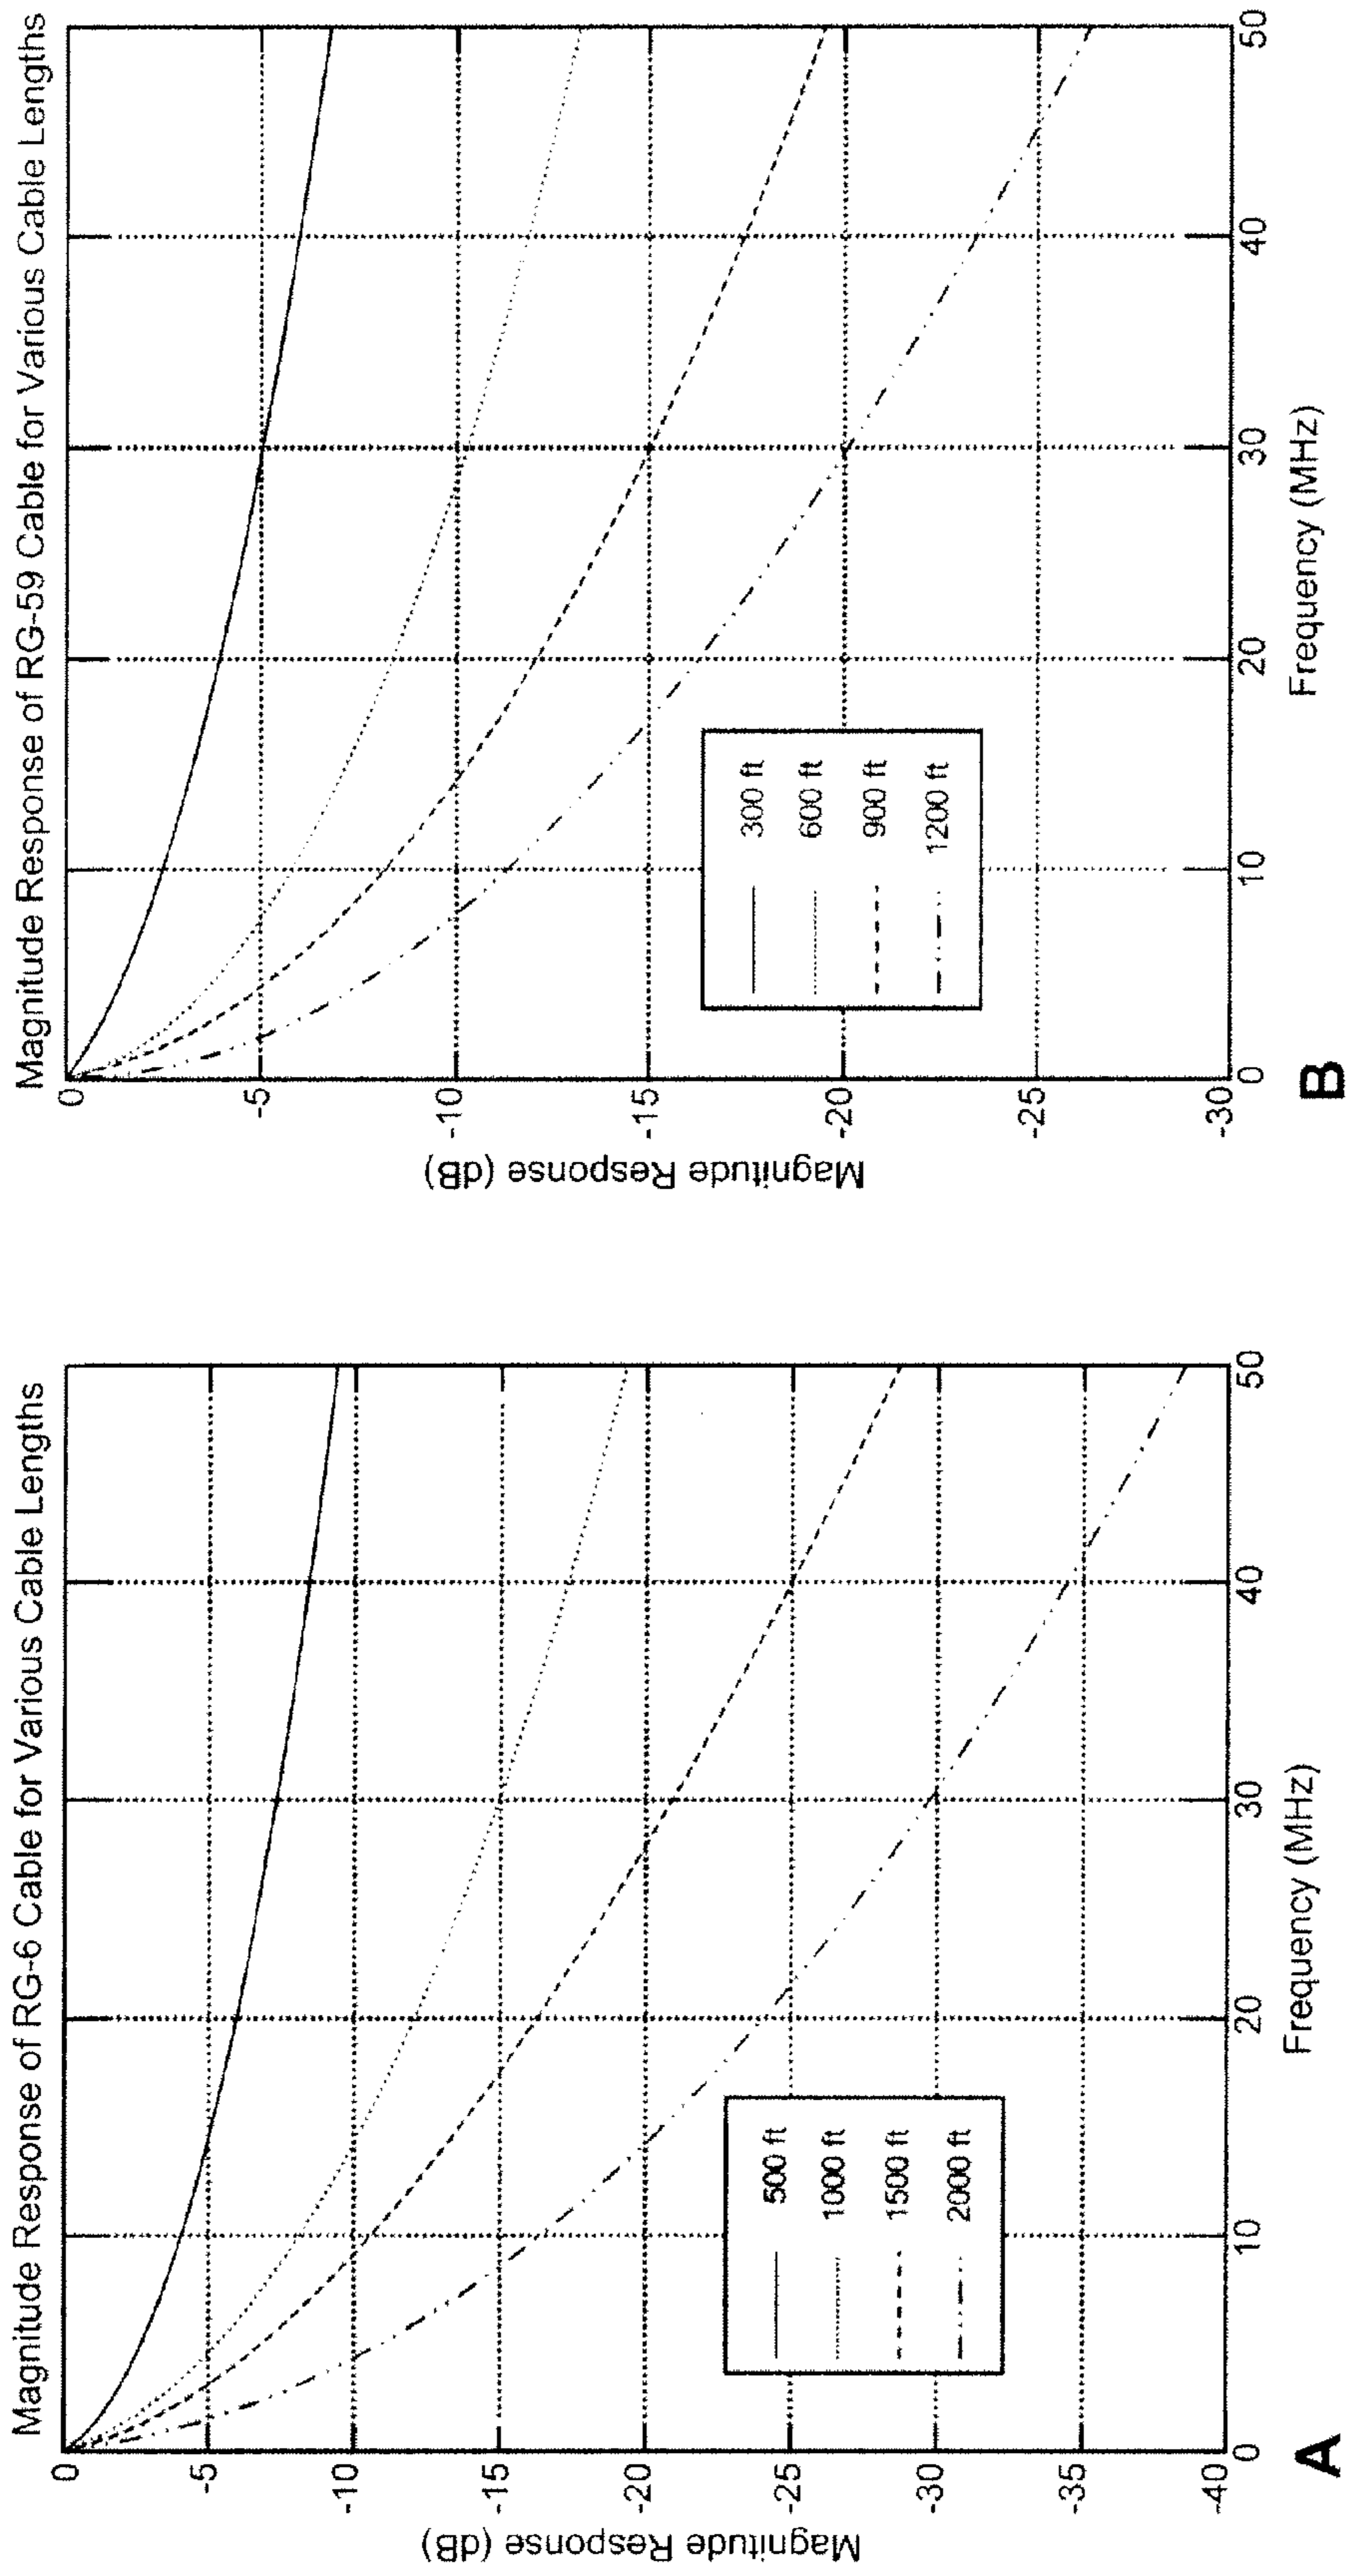 Magnitude Response of RG-6 Cable for Various Cable Lengths
Magnitude Response (dB)
0
-5
-10
-15
-20
-25
-30
-35
-40
500 ft
1000 ft
1500 ft
2000 ft
0
10
20
30
40
50
Frequency (MHz)
A
Magnitude Response of RG-59 Cable for Various Cable Lengths
Magnitude Response (dB)
0
-5
-10
-15
-20
-25
-30
300 ft
600 ft
900 ft
1200 ft
0
10
20
30
40
50
Frequency (MHz)
B